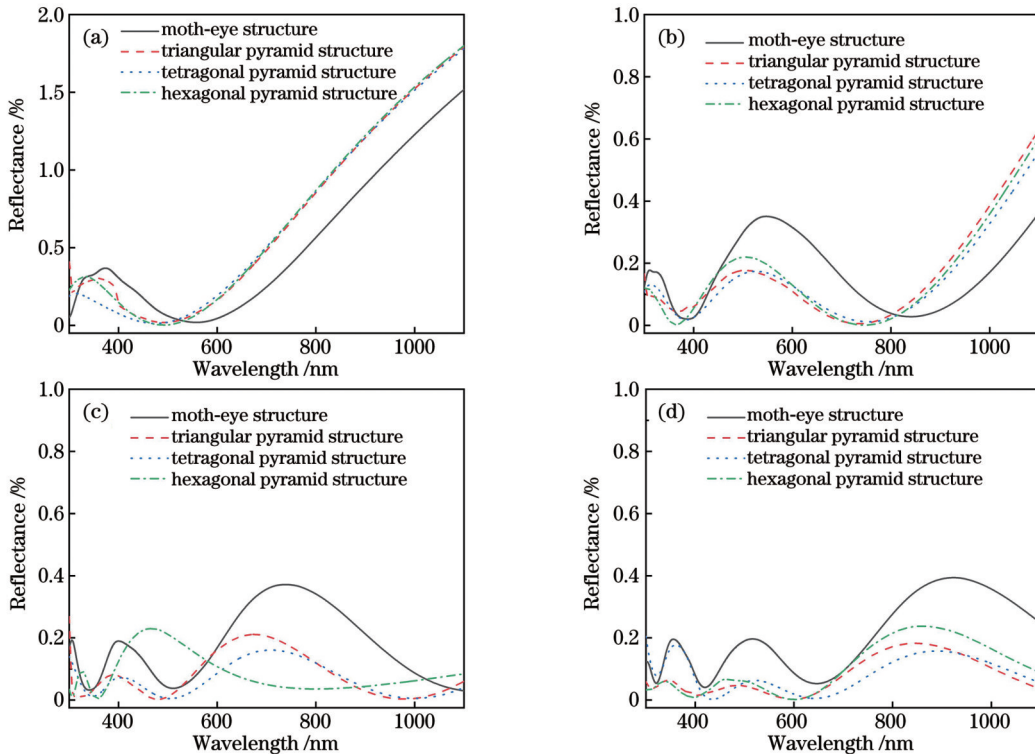 (a)
moth-eye structure
triangular pyramid structure
tetragonal pyramid structure
hexagonal pyramid structure
2.0
1.5
1.0
0.5
0
Reflectance /%
400
600
800
1000
Wavelength /nm
(b)
moth-eye structure
triangular pyramid structure
tetragonal pyramid structure
hexagonal pyramid structure
1.0
0.8
0.6
0.4
0.2
0
Reflectance /%
400
600
800
1000
Wavelength /nm
(c)
moth-eye structure
triangular pyramid structure
tetragonal pyramid structure
hexagonal pyramid structure
1.0
0.8
0.6
0.4
0.2
0
Reflectance /%
400
600
800
1000
Wavelength /nm
(d)
moth-eye structure
triangular pyramid structure
tetragonal pyramid structure
hexagonal pyramid structure
1.0
0.8
0.6
0.4
0.2
0
Reflectance /%
400
600
800
1000
Wavelength /nm